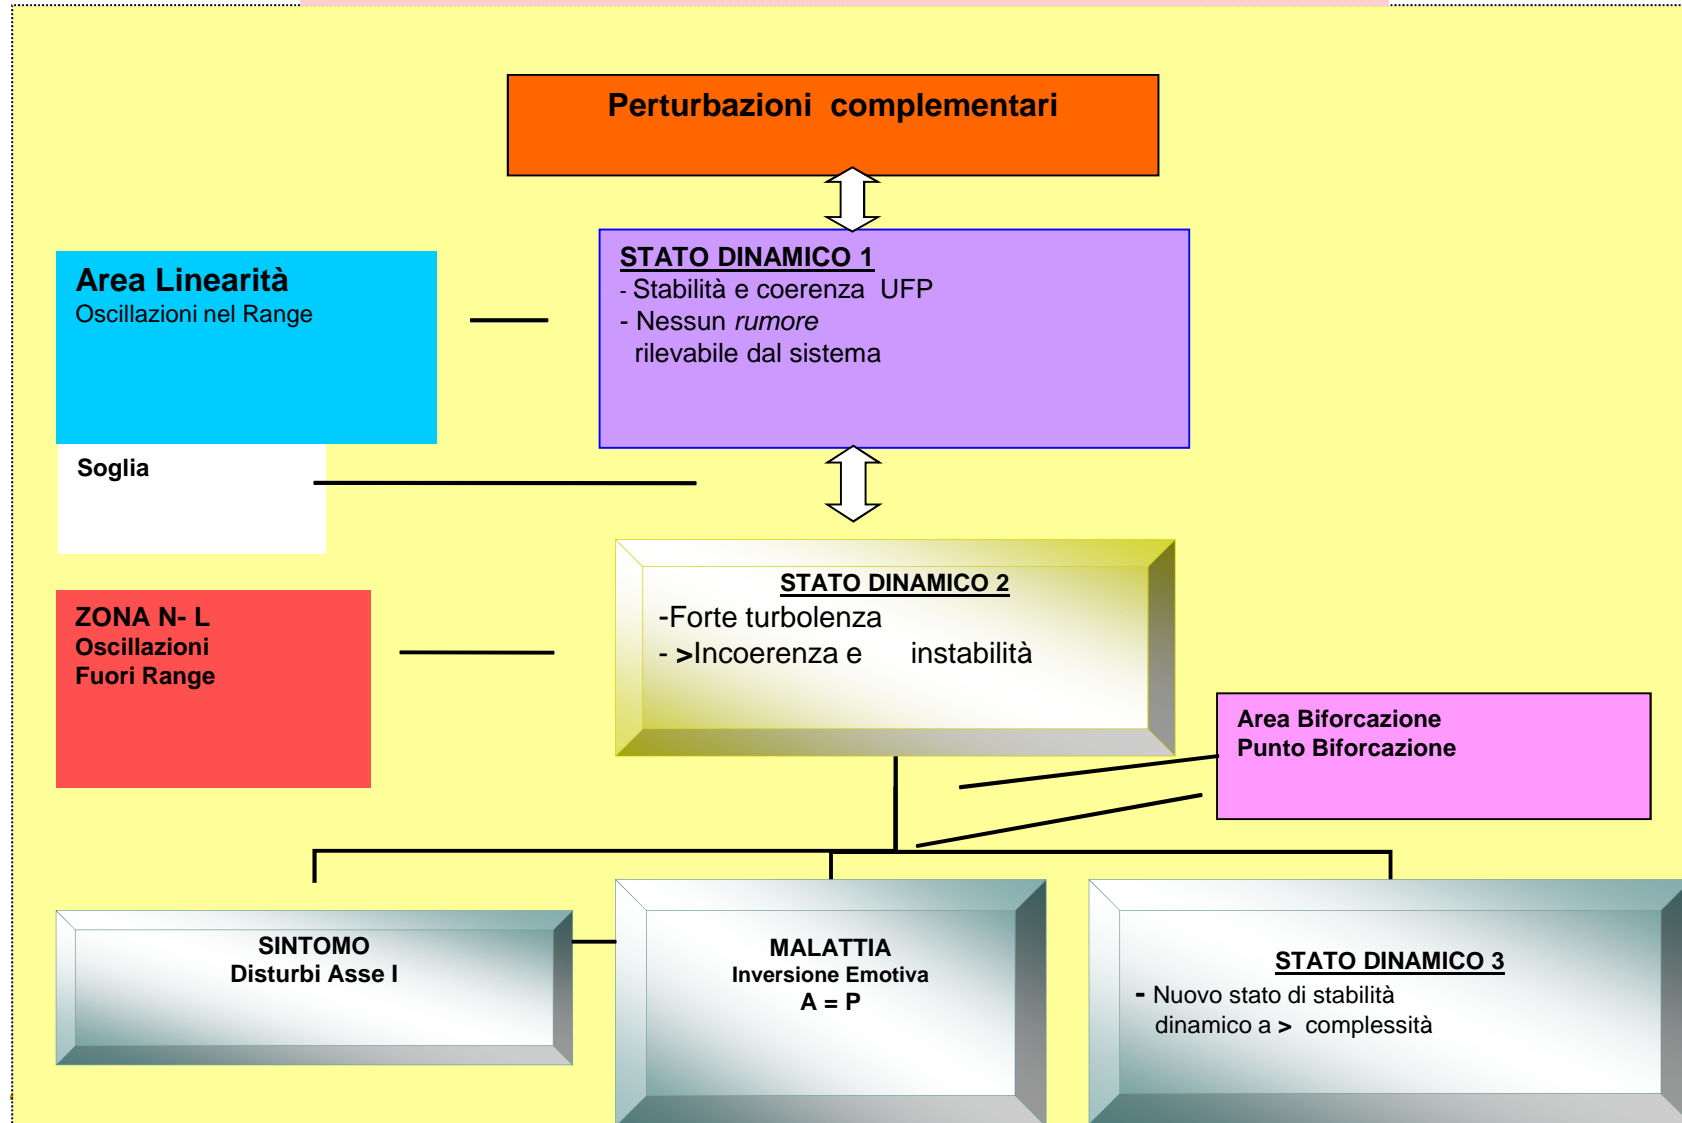 Perturbazioni complementari
Area Linearità
Oscillazioni nel Range
STATO DINAMICO 1
- Stabilità e coerenza UFP
- Nessun rumore
rilevabile dal sistema
Soglia
STATO DINAMICO 2
-Forte turbolenza
- >Incoerenza e instabilità
ZONA N- L
Oscillazioni
Fuori Range
Area Biforcazione
Punto Biforcazione
SINTOMO
Disturbi Asse I
MALATTIA
Inversione Emotiva
A = P
STATO DINAMICO 3
- Nuovo stato di stabilità
dinamico a > complessità